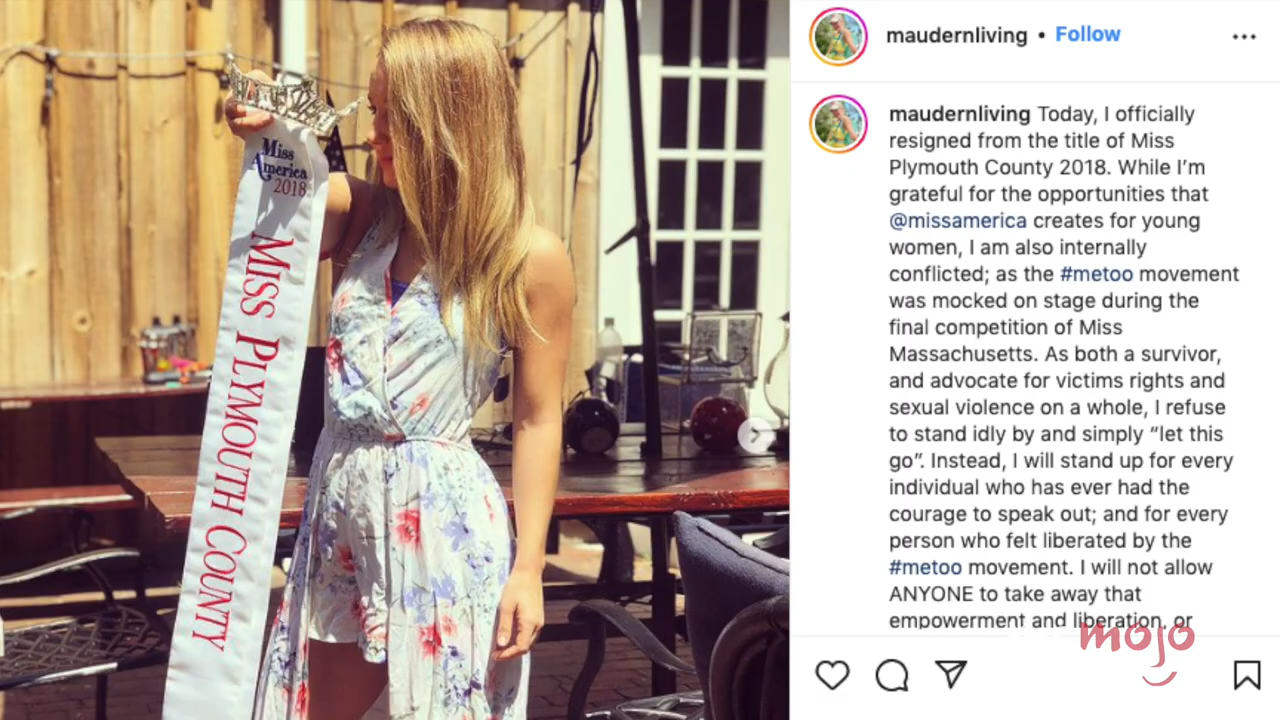 Miss
America
2018
MISS PLYMOUTH COUNTY
maudernliving • Follow
maudernliving Today, I officially
resigned from the title of Miss
Plymouth County 2018. While I’m
grateful for the opportunities that
@missamerica creates for young
women, I am also internally
conflicted; as the #metoo movement
was mocked on stage during the
final competition of Miss
Massachusetts. As both a survivor,
and advocate for victims rights and
sexual violence on a whole, I refuse
to stand idly by and simply “let this
go”. Instead, I will stand up for every
individual who has ever had the
courage to speak out; and for every
person who felt liberated by the
#metoo movement. I will not allow
ANYONE to take away that
empowerment and liberation, or
mojo